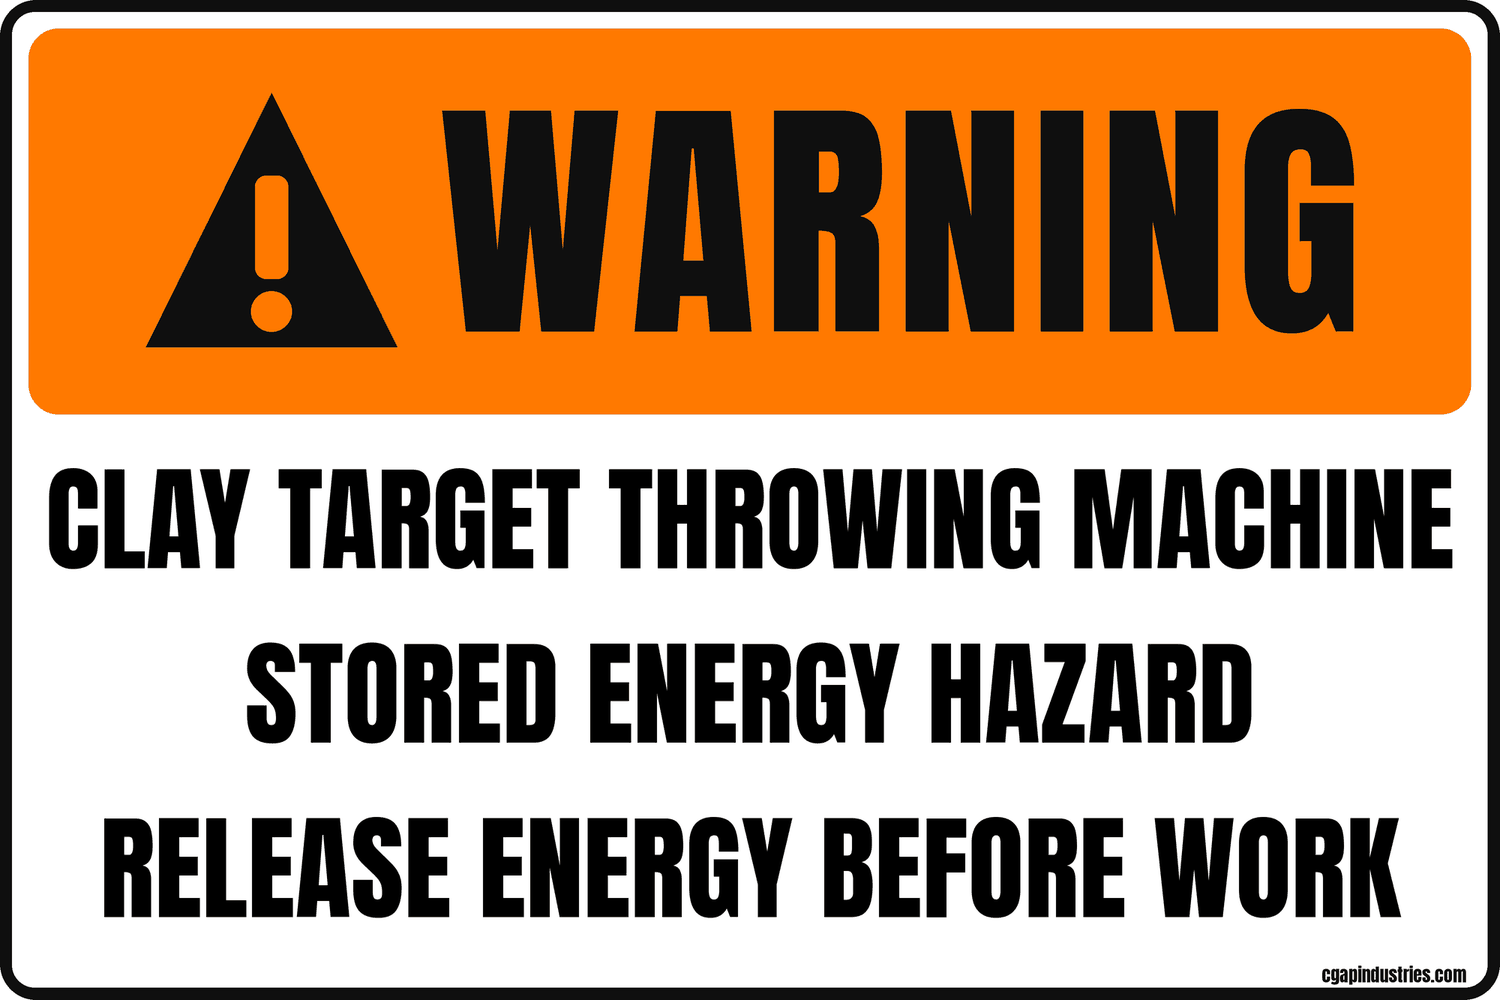 WARNING
CLAY TARGET THROWING MACHINE
STORED ENERGY HAZARD
RELEASE ENERGY BEFORE WORK
cgapindustries.com